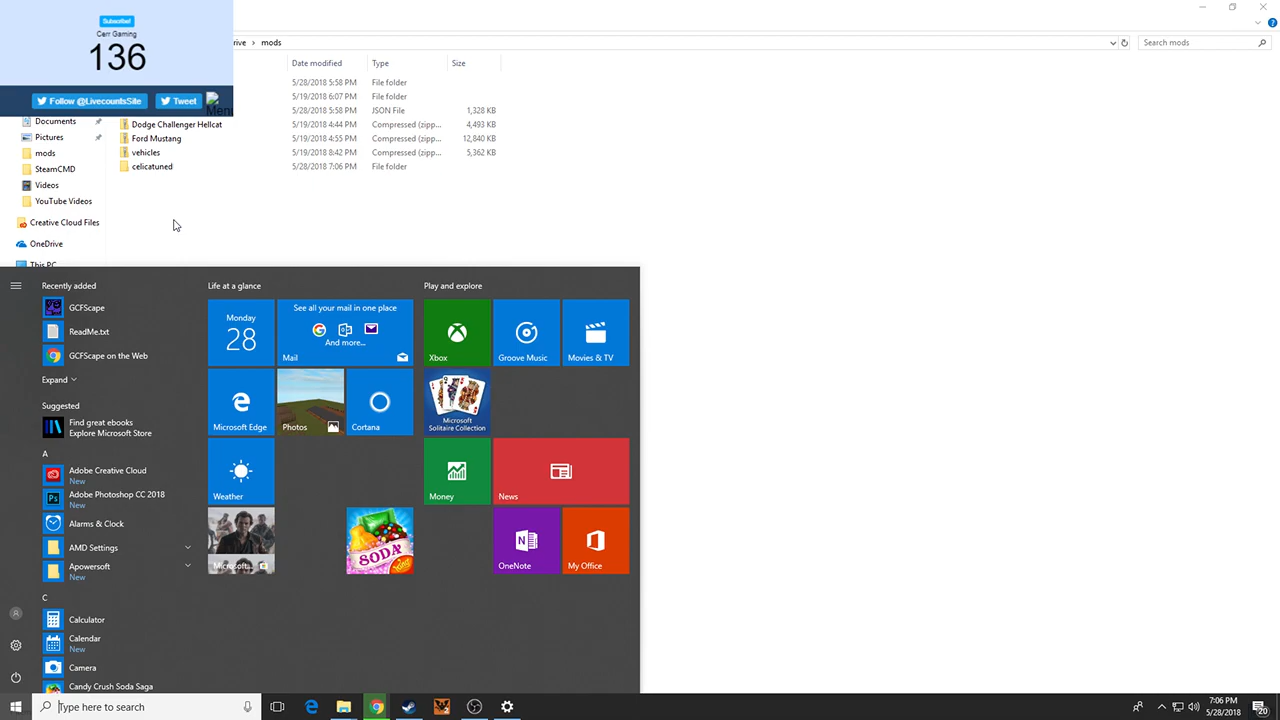 Subscribe!
Cerr Gaming
136
Follow @LivecountsSite
Tweet
Menu
rive > mods
Search mods
Date modified
Type
Size
5/28/2018 5:58 PM
File folder
5/19/2018 6:07 PM
File folder
5/28/2018 5:58 PM
JSON File
1,328 KB
Dodge Challenger Hellcat
5/19/2018 4:44 PM
Compressed (zipp...
4,493 KB
Ford Mustang
5/19/2018 4:55 PM
Compressed (zipp...
12,840 KB
vehicles
5/19/2018 8:42 PM
Compressed (zipp...
5,362 KB
celicatuned
5/28/2018 7:06 PM
File folder
Documents
Pictures
mods
SteamCMD
Videos
YouTube Videos
Creative Cloud Files
OneDrive
This PC
Recently added
GCFScape
ReadMe.txt
GCFScape on the Web
Expand
Suggested
Find great ebooks
Explore Microsoft Store
A
Adobe Creative Cloud
New
Adobe Photoshop CC 2018
New
Alarms & Clock
AMD Settings
Apowersoft
New
C
Calculator
Calendar
New
Camera
Candy Crush Soda Saga
Life at a glance
Monday
28
See all your mail in one place
And more...
Mail
Microsoft Edge
Photos
Cortana
Weather
Microsoft...
SODA
king
Play and explore
Xbox
Groove Music
Movies & TV
Microsoft
Solitaire Collection
Money
News
OneNote
My Office
Type here to search
7:06 PM
5/28/2018
20